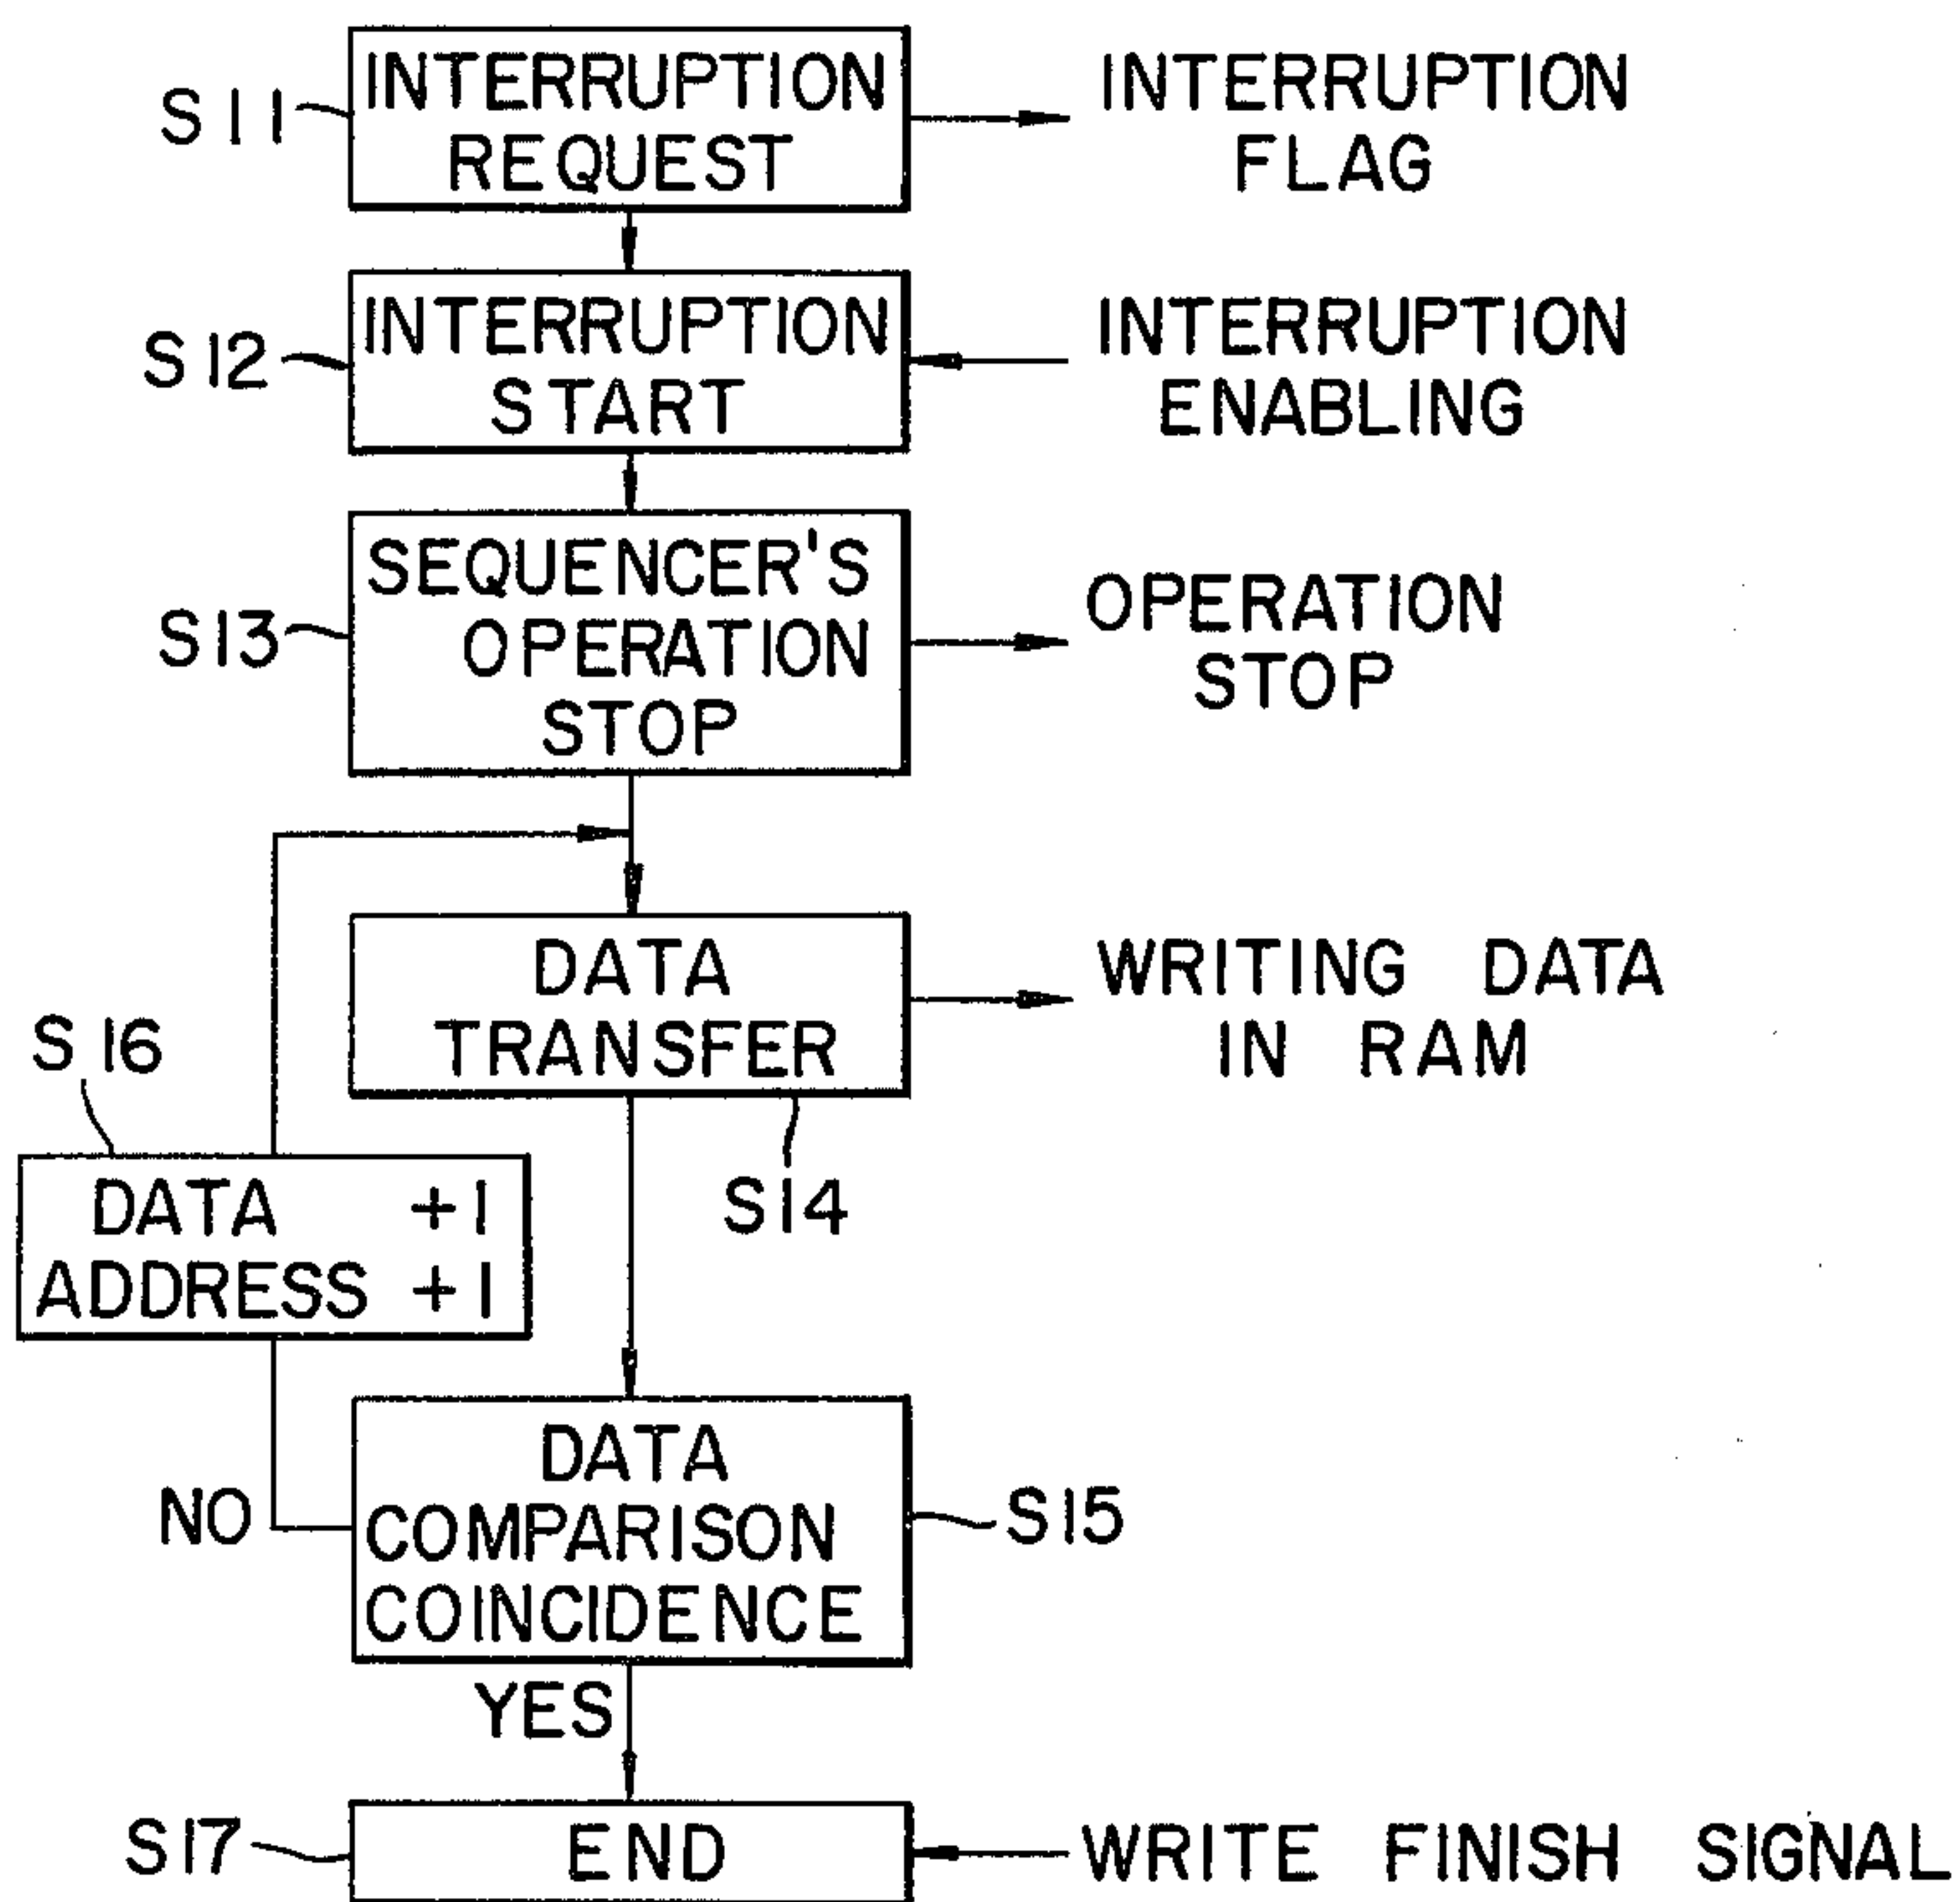 S11
INTERRUPTION
REQUEST
INTERRUPTION
FLAG
S12
INTERRUPTION
START
INTERRUPTION
ENABLING
S13
SEQUENCER'S
OPERATION
STOP
OPERATION
STOP
DATA
TRANSFER
WRITING DATA
IN RAM
S14
S16
DATA +1
ADDRESS +1
DATA
COMPARISON
COINCIDENCE
S15
NO
YES
S17
END
WRITE FINISH SIGNAL